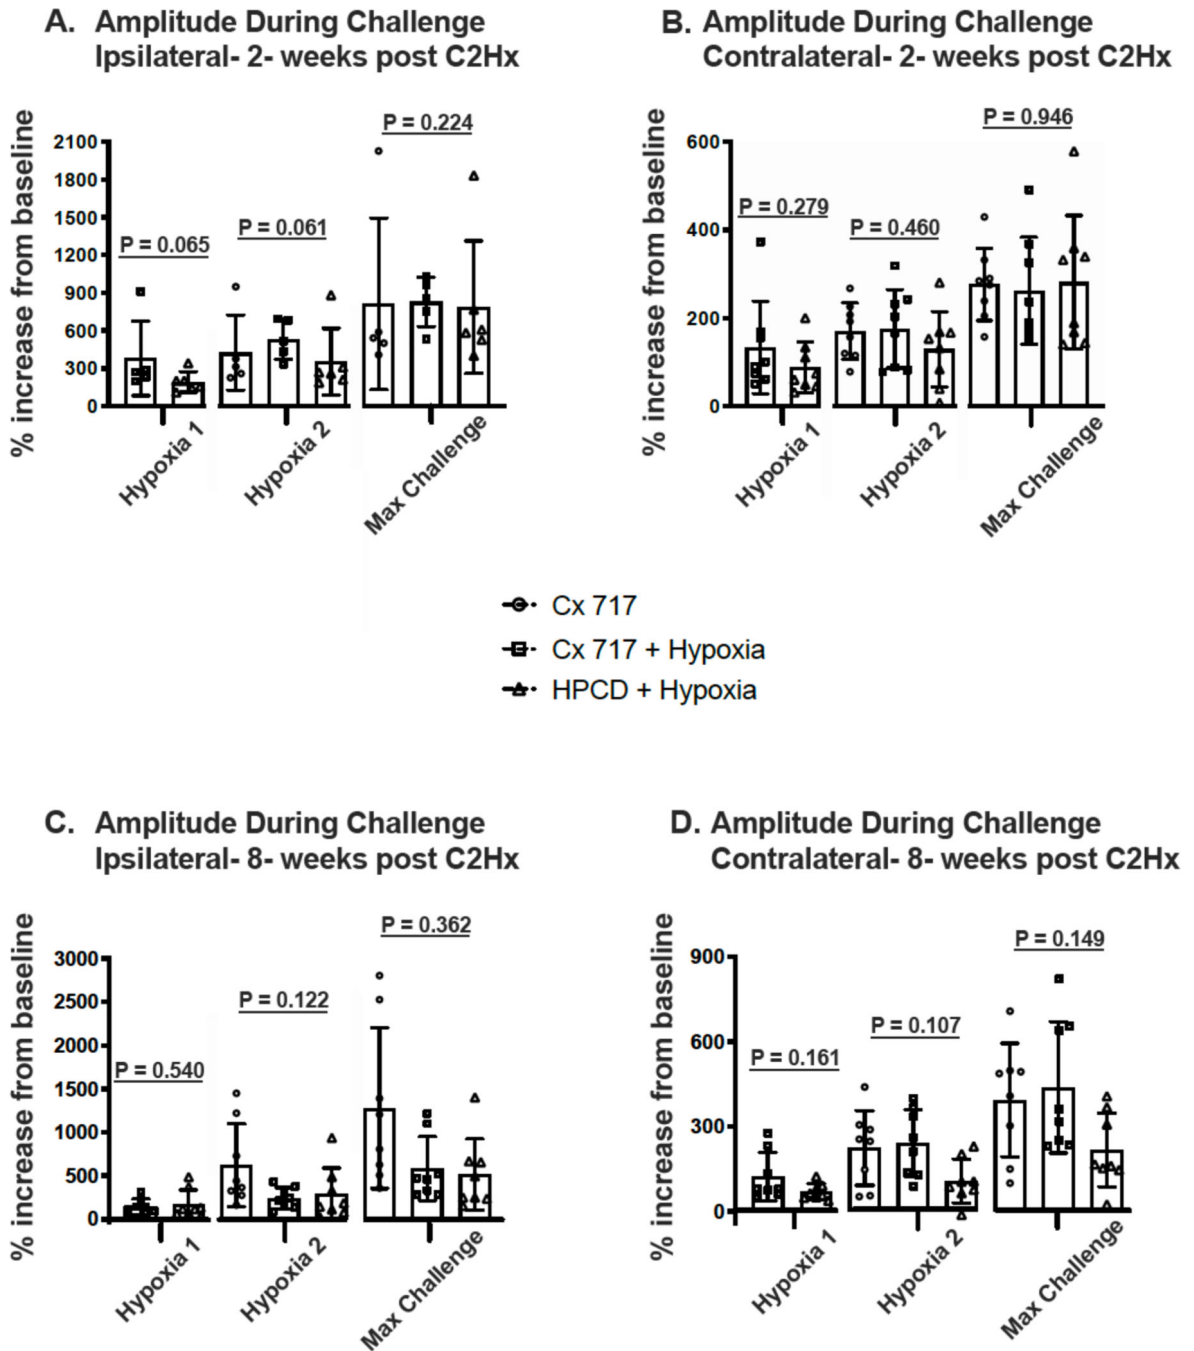 A. Amplitude During Challenge
Ipsilateral- 2- weeks post C2Hx
% increase from baseline
2100
1800
1500
1200
900
600
300
0
P = 0.065
P = 0.061
P = 0.224
Hypoxia 1
Hypoxia 2
Max Challenge
B. Amplitude During Challenge
Contralateral- 2- weeks post C2Hx
% increase from baseline
600
400
200
0
P = 0.279
P = 0.460
P = 0.946
Hypoxia 1
Hypoxia 2
Max Challenge
Cx 717
Cx 717 + Hypoxia
HPCD + Hypoxia
C. Amplitude During Challenge
Ipsilateral- 8- weeks post C2Hx
% increase from baseline
3000
2500
2000
1500
1000
500
0
P = 0.540
P = 0.122
P = 0.362
Hypoxia 1
Hypoxia 2
Max Challenge
D. Amplitude During Challenge
Contralateral- 8- weeks post C2Hx
% increase from baseline
900
600
300
0
P = 0.161
P = 0.107
P = 0.149
Hypoxia 1
Hypoxia 2
Max Challenge